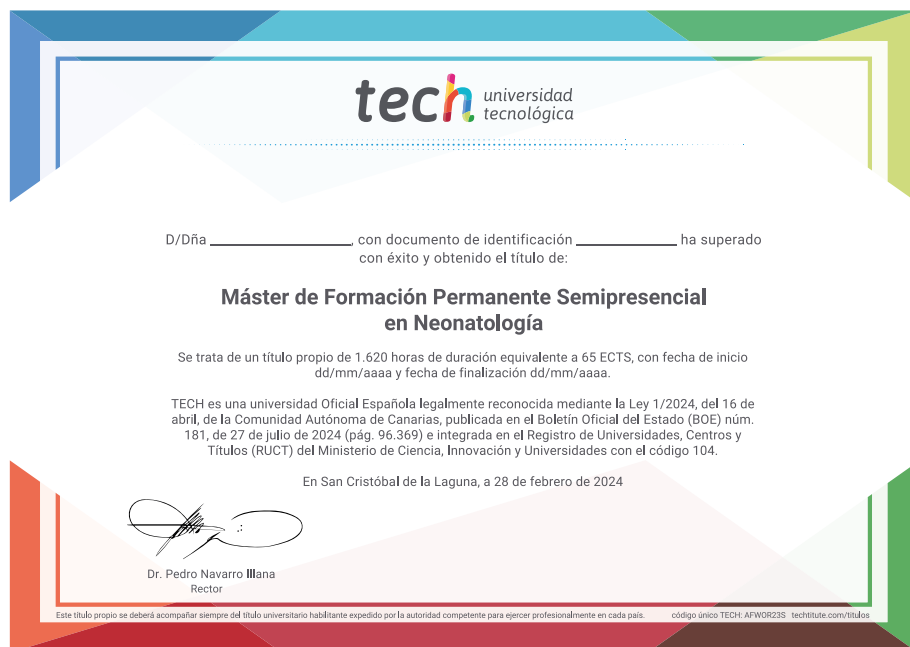 tech universidad
tecnológica
D/Dña ________________, con documento de identificación ____________ ha superado
con éxito y obtenido el título de:
Máster de Formación Permanente Semipresencial
en Neonatología
Se trata de un título propio de 1.620 horas de duración equivalente a 65 ECTS, con fecha de inicio
dd/mm/aaaa y fecha de finalización dd/mm/aaaa.
TECH es una universidad Oficial Española legalmente reconocida mediante la Ley 1/2024, del 16 de
abril, de la Comunidad Autónoma de Canarias, publicada en el Boletín Oficial del Estado (BOE) núm.
181, de 27 de julio de 2024 (pág. 96.369) e integrada en el Registro de Universidades, Centros y
Títulos (RUCT) del Ministerio de Ciencia, Innovación y Universidades con el código 104.
En San Cristóbal de la Laguna, a 28 de febrero de 2024
Dr. Pedro Navarro Illana
Rector
Este título propio se deberá acompañar siempre del título universitario habilitante expedido por la autoridad competente para ejercer profesionalmente en cada país. código único TECH: AFWOR23S techtitute.com/titulos